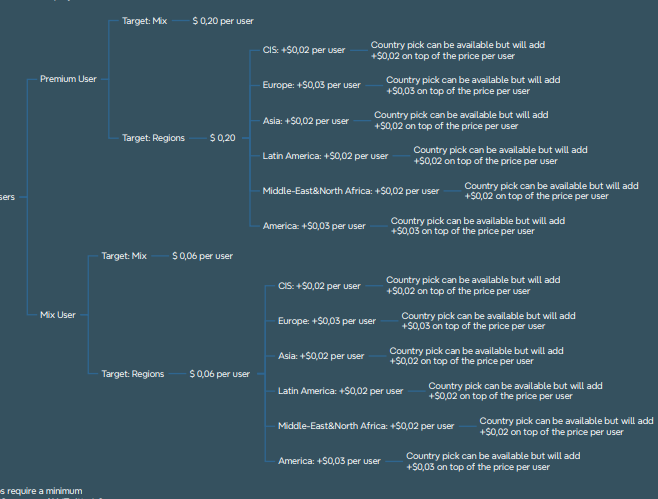 Target: Mix
$ 0,20 per user
Premium User
CIS: +$0,02 per user
Country pick can be available but will add
+$0,02 on top of the price per user
Europe: +$0,03 per user
Country pick can be available but will add
+$0,03 on top of the price per user
Asia: +$0,02 per user
Country pick can be available but will add
+$0,02 on top of the price per user
Target: Regions
$ 0,20
Latin America: +$0,02 per user
Country pick can be available but will add
+$0,02 on top of the price per user
Middle-East&North Africa: +$0,02 per user
Country pick can be available but will add
+$0,02 on top of the price per user
America: +$0,03 per user
Country pick can be available but will add
+$0,03 on top of the price per user
sers
Target: Mix
$ 0,06 per user
Mix User
CIS: +$0,02 per user
Country pick can be available but will add
+$0,02 on top of the price per user
Europe: +$0,03 per user
Country pick can be available but will add
+$0,03 on top of the price per user
Asia: +$0,02 per user
Country pick can be available but will add
+$0,02 on top of the price per user
Target: Regions
$ 0,06 per user
Latin America: +$0,02 per user
Country pick can be available but will add
+$0,02 on top of the price per user
Middle-East&North Africa: +$0,02 per user
Country pick can be available but will add
+$0,02 on top of the price per user
America: +$0,03 per user
Country pick can be available but will add
+$0,03 on top of the price per user
s require a minimum